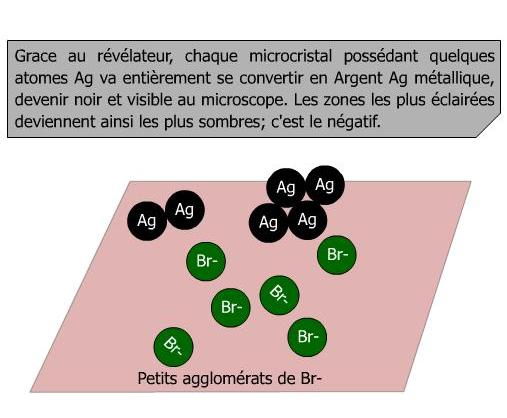 Grace au révélateur, chaque microcristal possédant quelques
atomes Ag va entièrement se convertir en Argent Ag métallique,
devenir noir et visible au microscope. Les zones les plus éclairées
deviennent ainsi les plus sombres; c'est le négatif.
Ag Ag
Ag Ag
Ag Ag
Br- Br-
Br- Br-
Br- Br-
Petits agglomérats de Br-